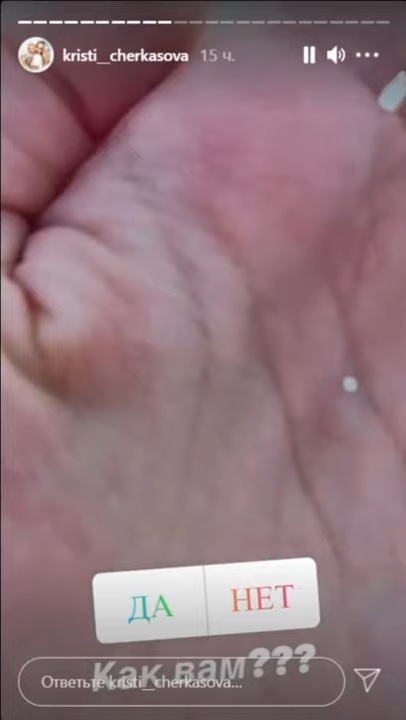 kristi__cherkasova 15 ч.
ДА НЕТ
Как вам???
Ответьте kristi__cherkasova...